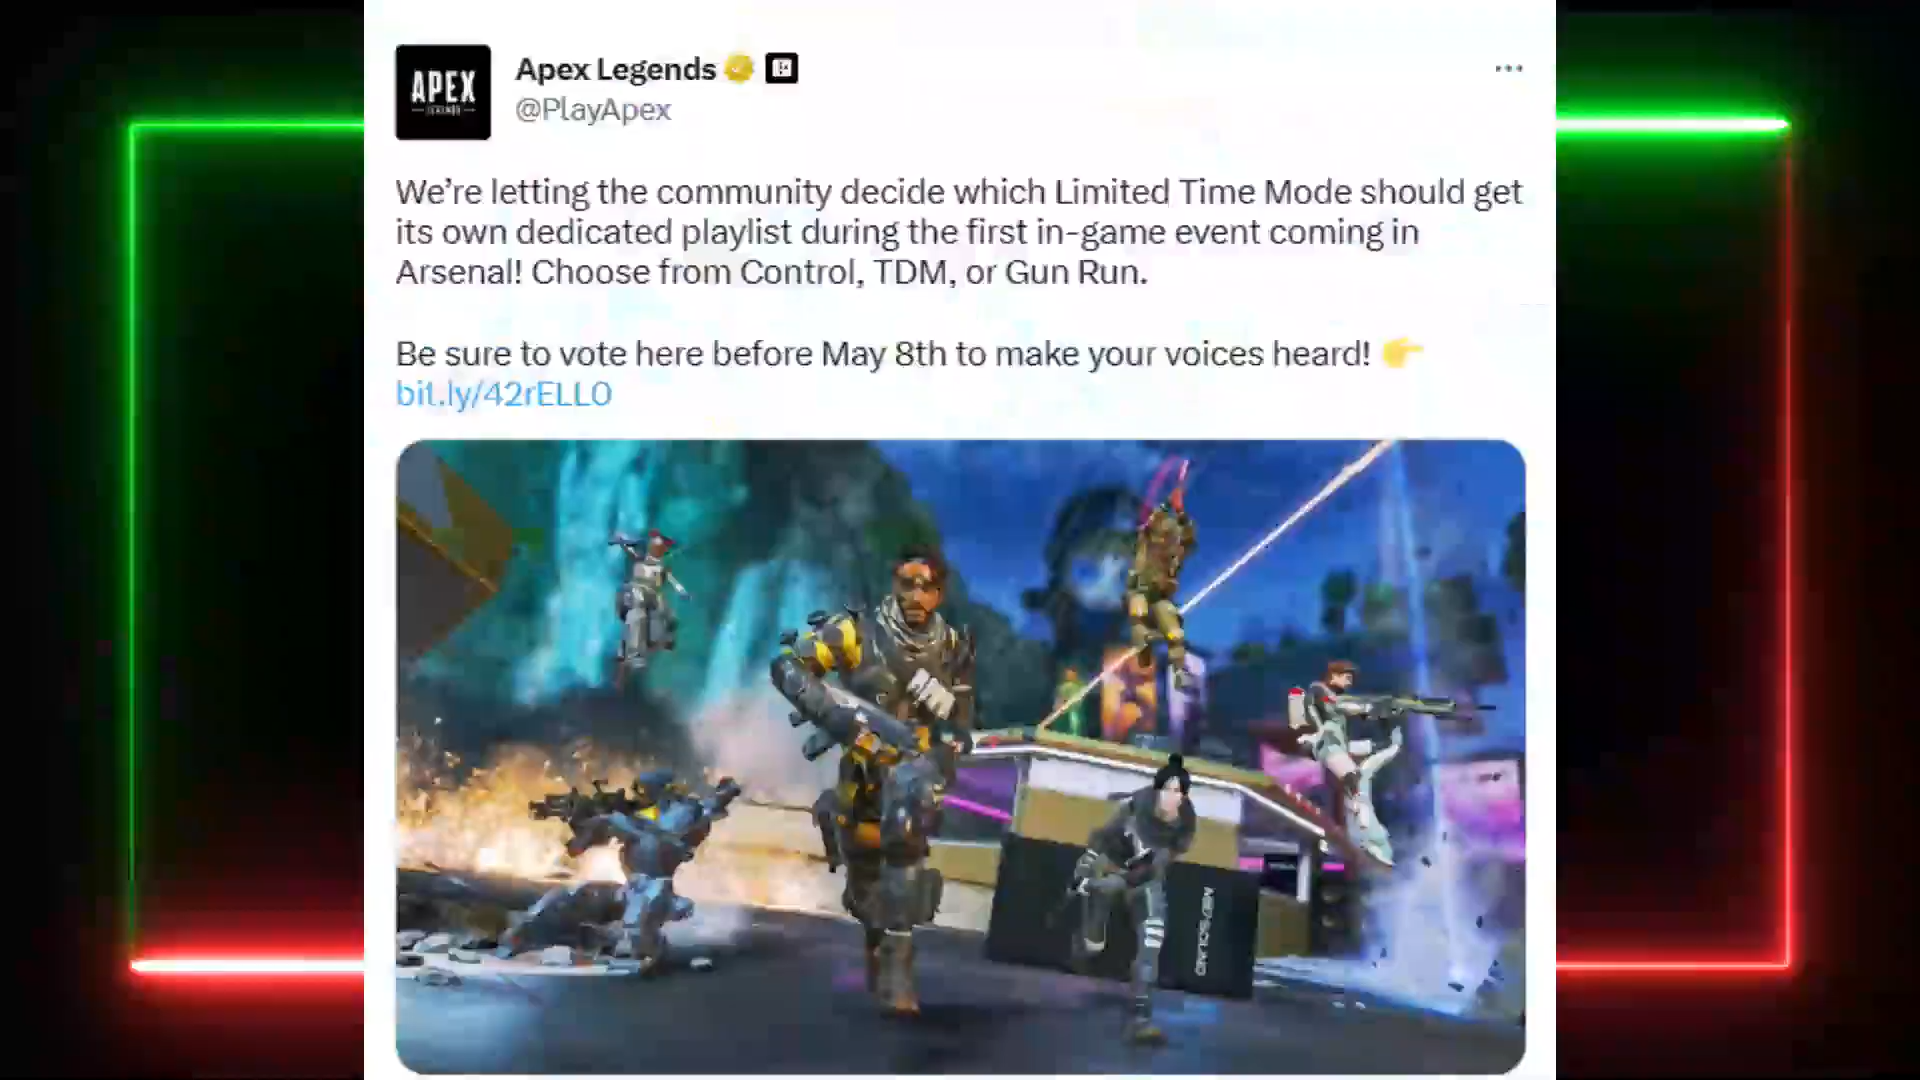 APEX
LEGENDS
Apex Legends
@PlayApex
We’re letting the community decide which Limited Time Mode should get
its own dedicated playlist during the first in-game event coming in
Arsenal! Choose from Control, TDM, or Gun Run.
Be sure to vote here before May 8th to make your voices heard! 👉
bit.ly/42rELL0